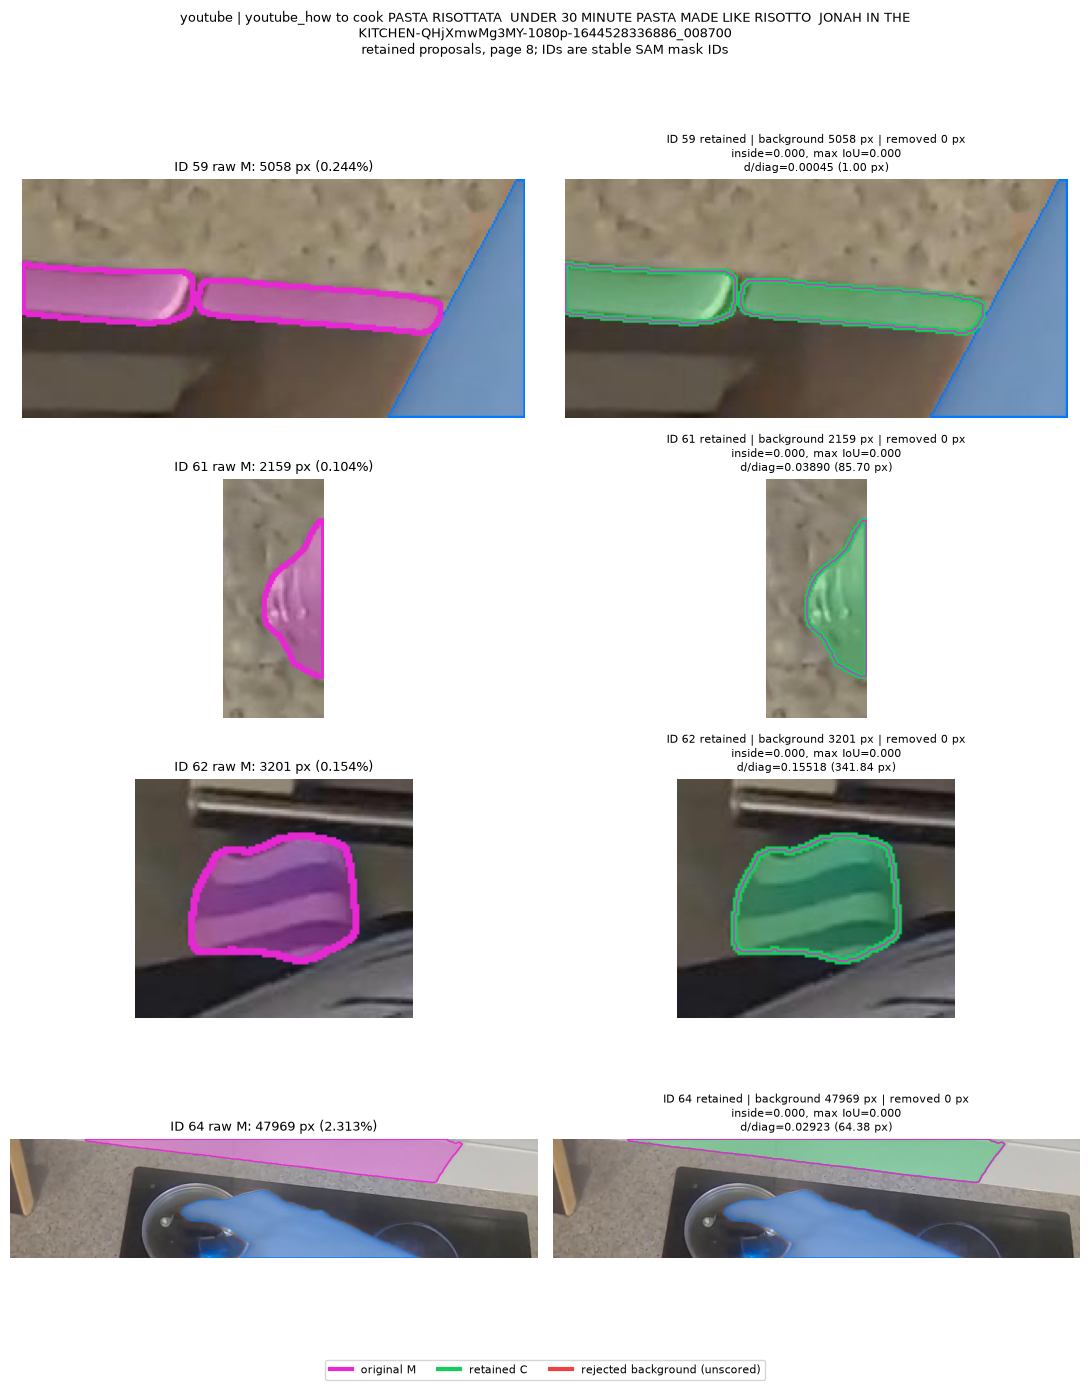 youtube | youtube_how to cook PASTA RISOTTATA  UNDER 30 MINUTE PASTA MADE LIKE RISOTTO  JONAH IN THE
KITCHEN-QHjXmwMg3MY-1080p-1644528336886_008700
retained proposals, page 8; IDs are stable SAM mask IDs
ID 59 raw M: 5058 px (0.244%)
ID 59 retained | background 5058 px | removed 0 px
inside=0.000, max IoU=0.000
d/diag=0.00045 (1.00 px)
ID 61 raw M: 2159 px (0.104%)
ID 61 retained | background 2159 px | removed 0 px
inside=0.000, max IoU=0.000
d/diag=0.03890 (85.70 px)
ID 62 raw M: 3201 px (0.154%)
ID 62 retained | background 3201 px | removed 0 px
inside=0.000, max IoU=0.000
d/diag=0.15518 (341.84 px)
ID 64 raw M: 47969 px (2.313%)
ID 64 retained | background 47969 px | removed 0 px
inside=0.000, max IoU=0.000
d/diag=0.02923 (64.38 px)
original M
retained C
rejected background (unscored)